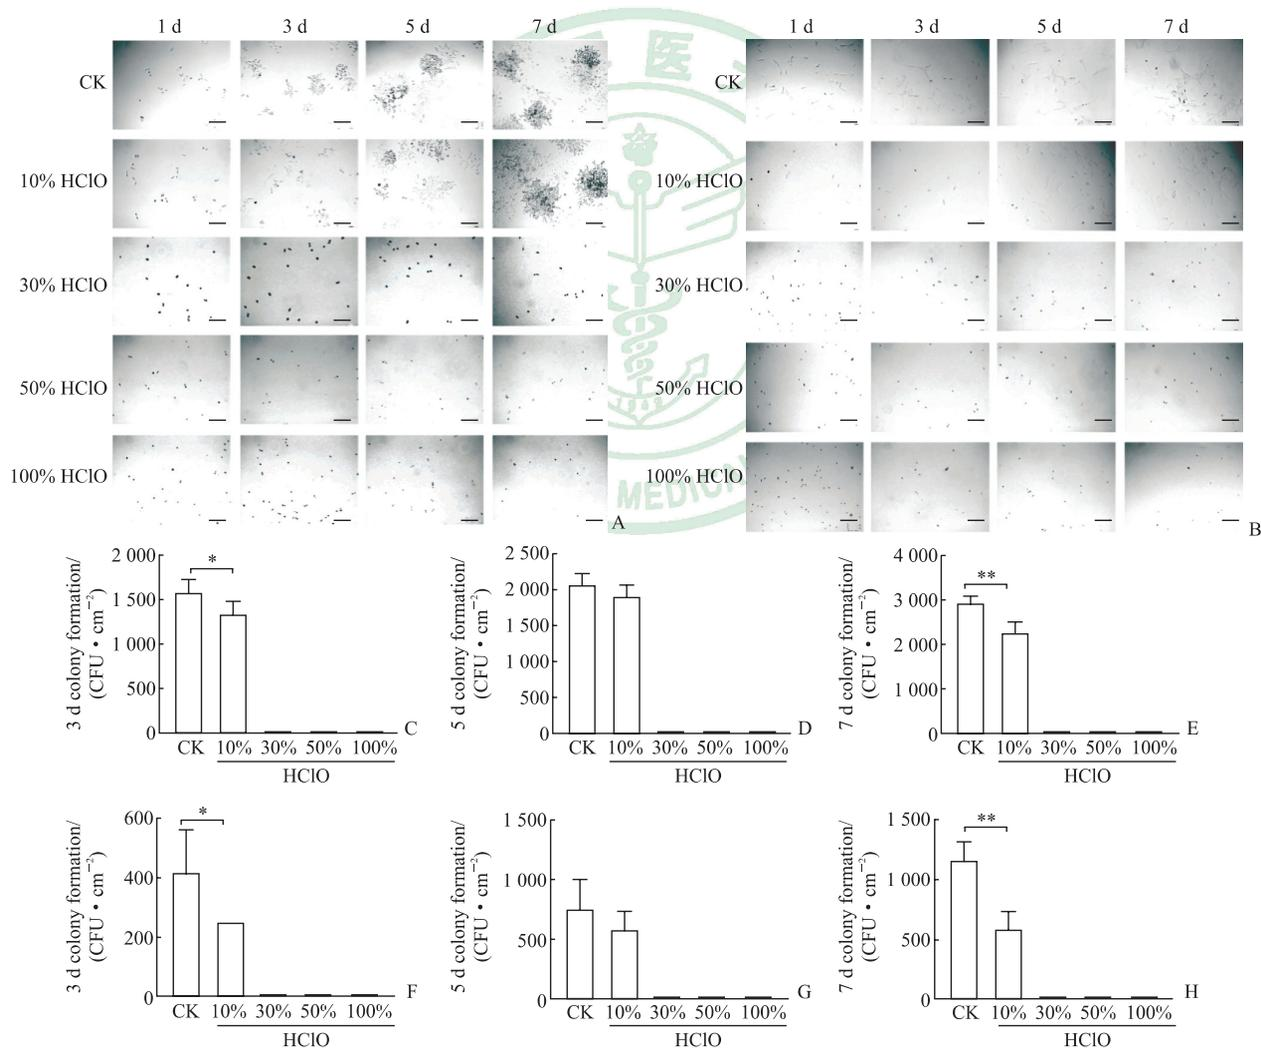 1 d 3 d 5 d 7 d
CK
10% HClO
30% HClO
50% HClO
100% HClO
A
1 d 3 d 5 d 7 d
CK
10% HClO
30% HClO
50% HClO
100% HClO
B
医
MEDICA
3 d colony formation/
(CFU • cm⁻²)
2 000
1 500
1 000
500
0
*
CK 10% 30% 50% 100%
HClO
C
5 d colony formation/
(CFU • cm⁻²)
2 500
2 000
1 500
1 000
500
0
CK 10% 30% 50% 100%
HClO
D
7 d colony formation/
(CFU • cm⁻²)
4 000
3 000
2 000
1 000
0
**
CK 10% 30% 50% 100%
HClO
E
3 d colony formation/
(CFU • cm⁻²)
600
400
200
0
*
CK 10% 30% 50% 100%
HClO
F
5 d colony formation/
(CFU • cm⁻²)
1 500
1 000
500
0
CK 10% 30% 50% 100%
HClO
G
7 d colony formation/
(CFU • cm⁻²)
1 500
1 000
500
0
**
CK 10% 30% 50% 100%
HClO
H